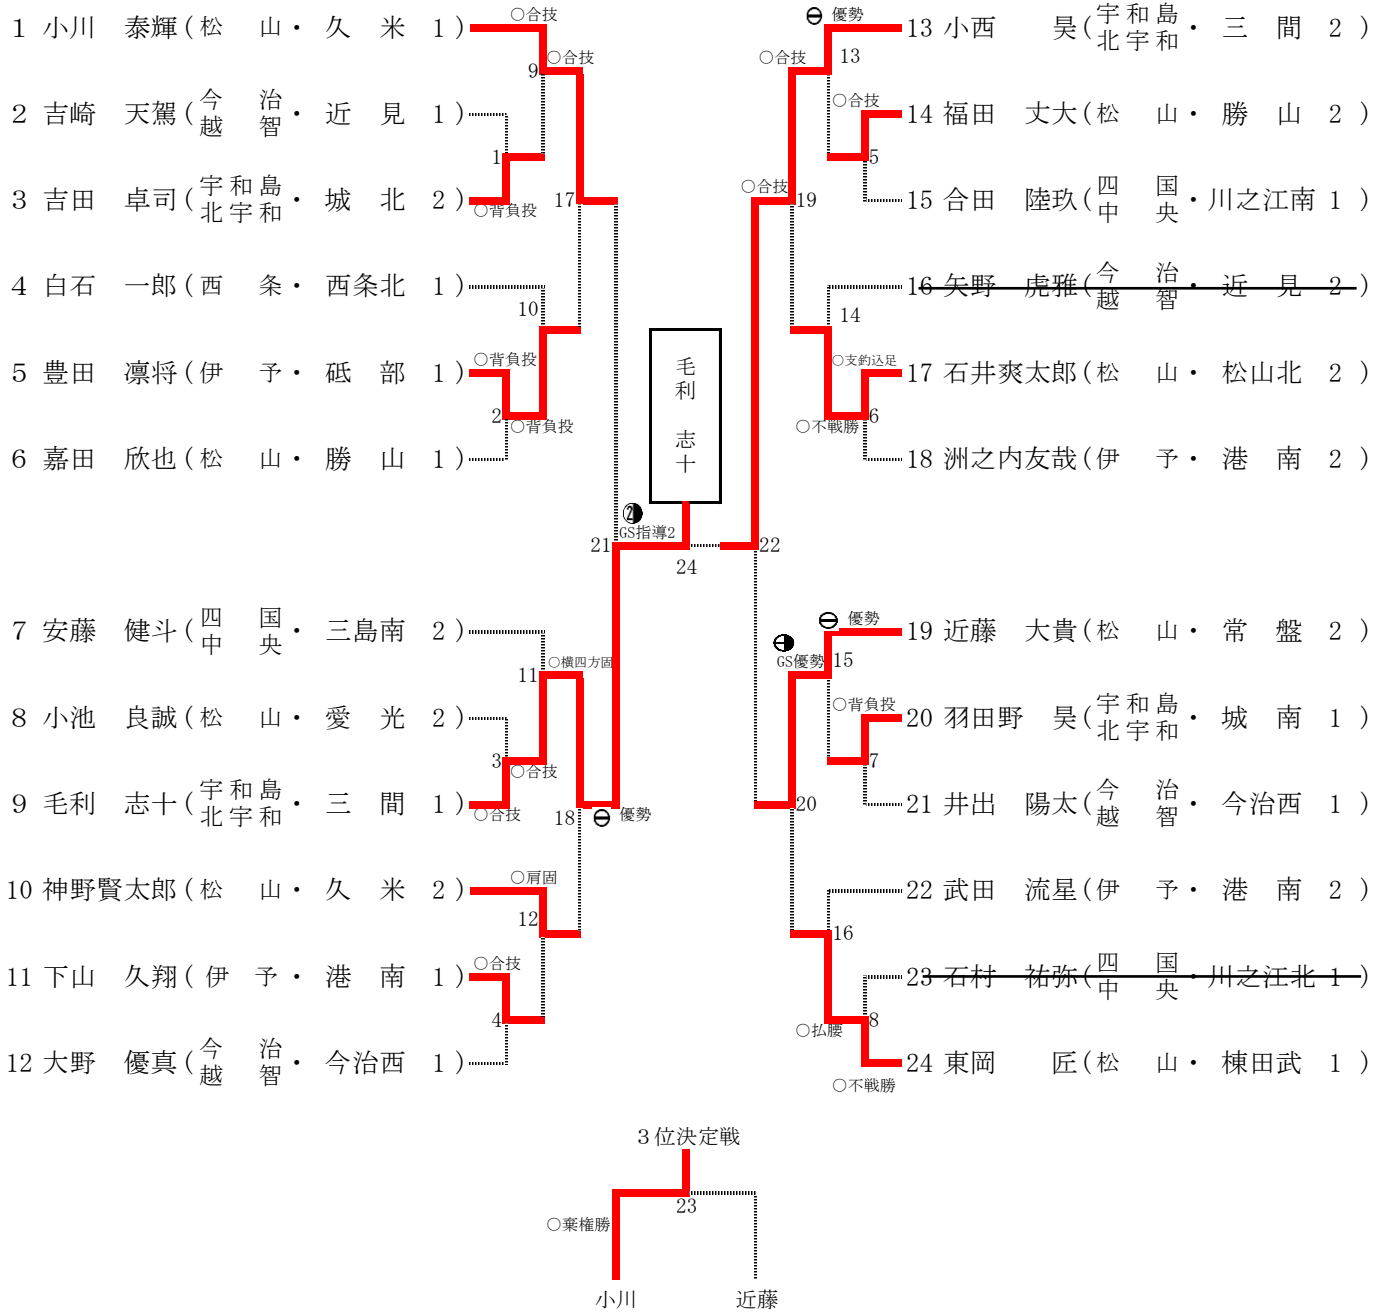 1 小川 泰輝(松 山・久 米 1)
2 吉崎 天駕(今 治 越 智・近 見 1)
3 吉田 卓司(宇和島 北宇和・城 北 2)
4 白石 一郎(西 条・西条北 1)
5 豊田 凛将(伊 予・砥 部 1)
6 嘉田 欣也(松 山・勝 山 1)
7 安藤 健斗(四 国 中 央・三島南 2)
8 小池 良誠(松 山・愛 光 2)
9 毛利 志十(宇和島 北宇和・三 間 1)
10 神野賢太郎(松 山・久 米 2)
11 下山 久翔(伊 予・港 南 1)
12 大野 優真(今 治 越 智・今治西 1)
○合技
9
○合技
1
○背負投
17
10
○背負投
2
○背負投
21
2
GS指導2
24
11
○横四方固
3
○合技
○合技
18
優勢
○肩固
12
○合技
4
毛利 志十
優勢
13
○合技
○合技
5
○合技
19
14
○支釣込足
6
○不戦勝
22
優勢
GS優勢
15
○背負投
7
20
16
○払腰
8
○不戦勝
13 小西 昊(宇和島 北宇和・三 間 2)
14 福田 丈大(松 山・勝 山 2)
15 合田 陸玖(四 国 中 央・川之江南 1)
16 矢野 虎雅(今 治 越 智・近 見 2)
17 石井爽太郎(松 山・松山北 2)
18 洲之内友哉(伊 予・港 南 2)
19 近藤 大貴(松 山・常 盤 2)
20 羽田野 昊(宇和島 北宇和・城 南 1)
21 井出 陽太(今 治 越 智・今治西 1)
22 武田 流星(伊 予・港 南 2)
23 石村 祐弥(四 国 中 央・川之江北 1)
24 東岡 匠(松 山・棟田武 1)
３位決定戦
23
○棄権勝
小川
近藤